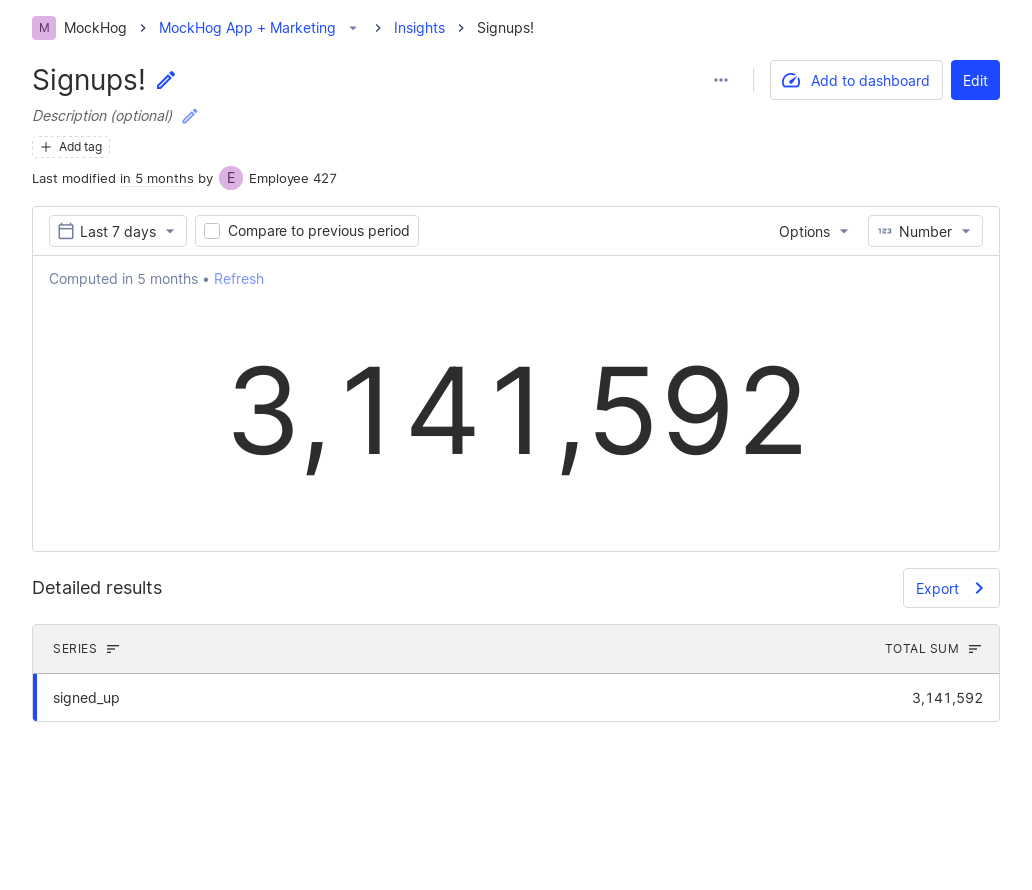 M MockHog > MockHog App + Marketing > Insights > Signups!
Signups!
Add to dashboard
Edit
Description (optional)
+ Add tag
Last modified in 5 months by E Employee 427
Last 7 days
Compare to previous period
Options
123 Number
Computed in 5 months • Refresh
3,141,592
Detailed results
Export
SERIES
TOTAL SUM
signed_up
3,141,592